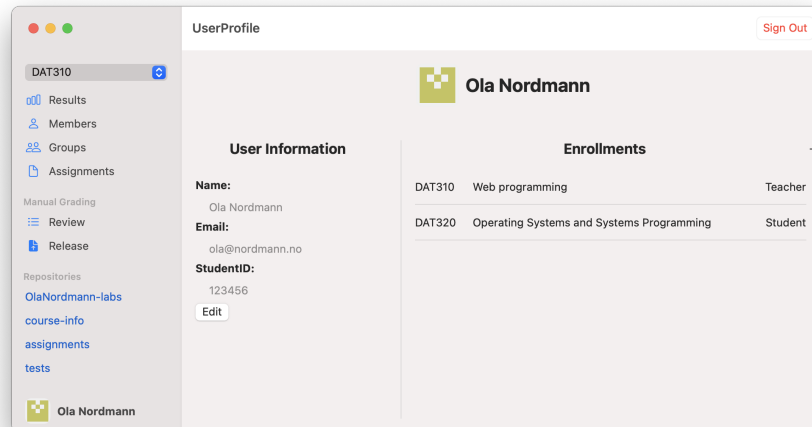 UserProfile
Sign Out
DAT310
Results
Members
Groups
Assignments
Manual Grading
Review
Release
Repositories
OlaNordmann-labs
course-info
assignments
tests
Ola Nordmann
Ola Nordmann
User Information
Name:
Ola Nordmann
Email:
ola@nordmann.no
StudentID:
123456
Edit
Enrollments
DAT310 Web programming Teacher
DAT320 Operating Systems and Systems Programming Student